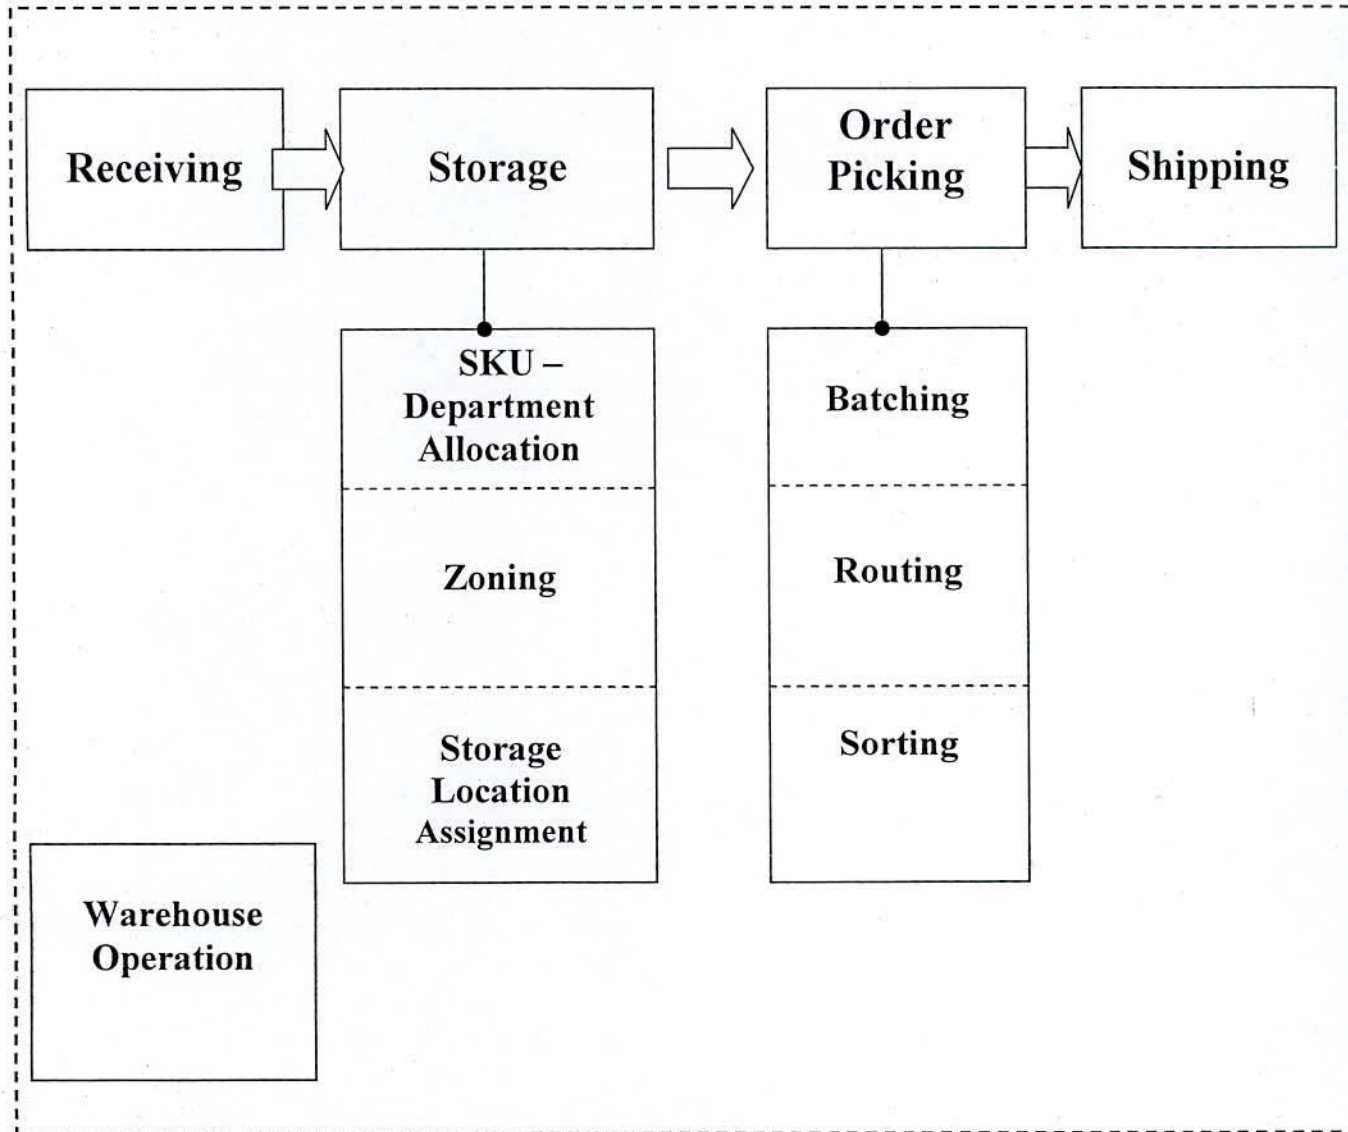 Receiving
Storage
Order
Picking
Shipping
SKU –
Department
Allocation
Zoning
Storage
Location
Assignment
Batching
Routing
Sorting
Warehouse
Operation